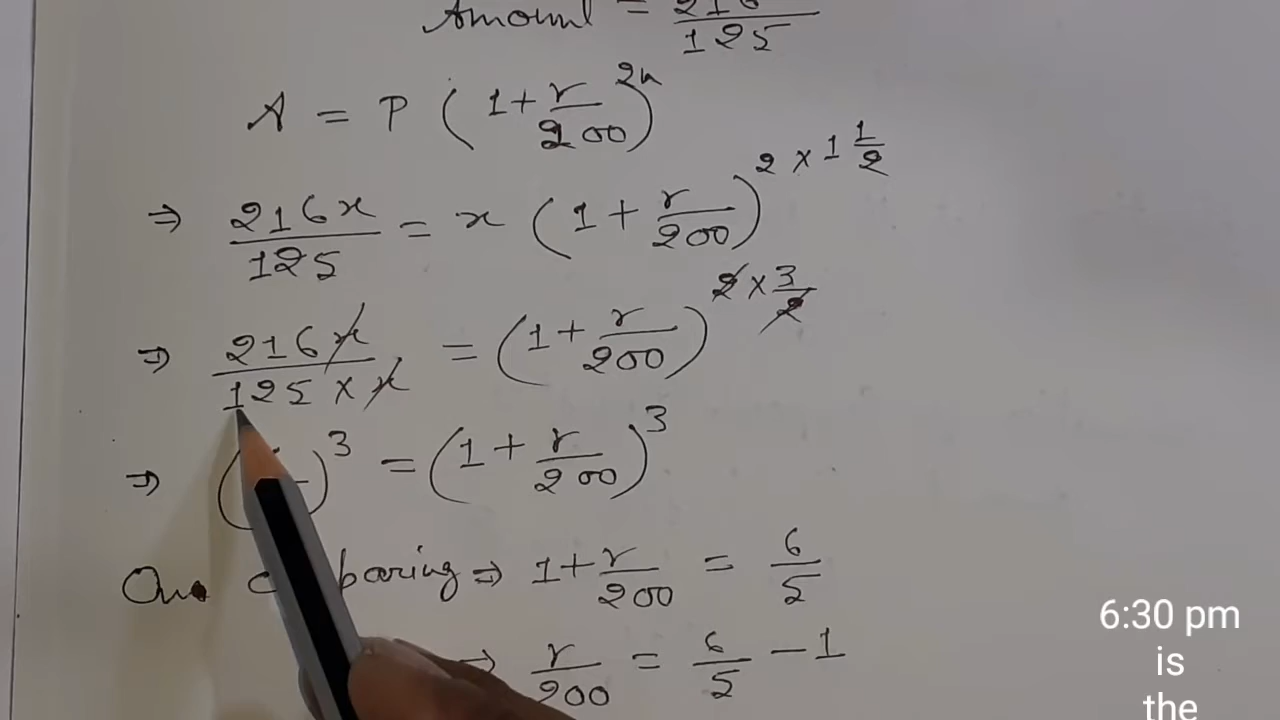 Amount = 216/125
A = P (1 + r/200)^2n
⇒ 216x/125 = x (1 + r/200)^2 × 1 1/2
⇒ 216x/125 × x = (1 + r/200)^2 × 3/2
⇒ ( )^3 = (1 + r/200)^3
⇒ 1 + r/200 = 6/5
⇒ r/200 = 6/5 - 1
6:30 pm
is
the